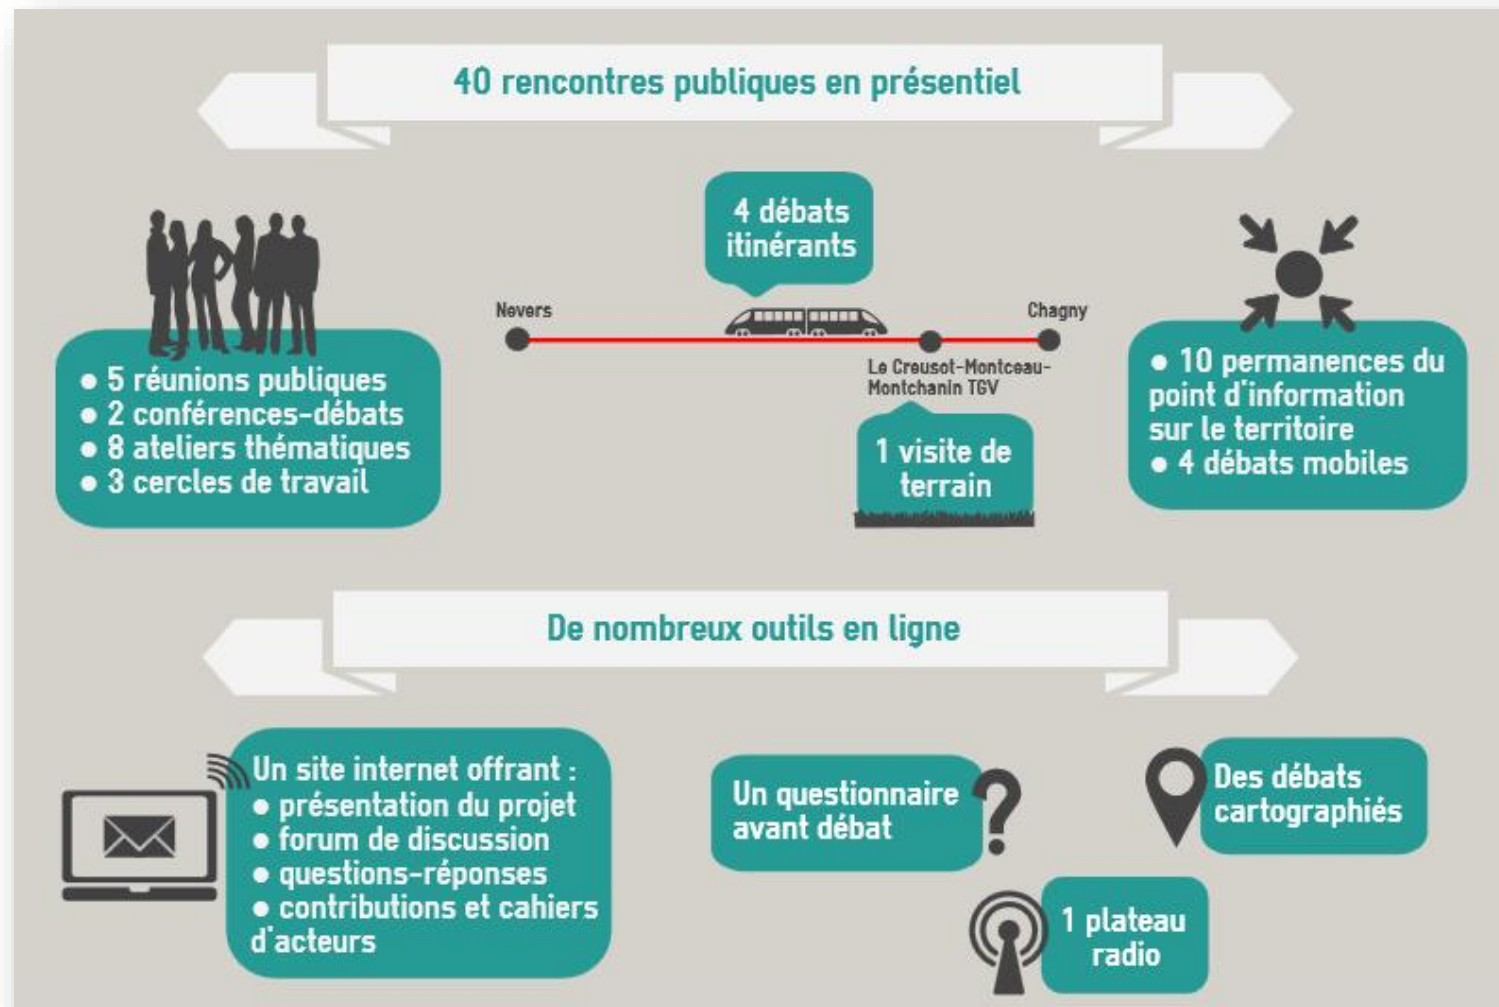 40 rencontres publiques en présentiel
4 débats
itinérants
Nevers
Chagny
Le Creusot-Montceau-
Montchanin TGV
1 visite de
terrain
● 5 réunions publiques
● 2 conférences-débats
● 8 ateliers thématiques
● 3 cercles de travail
● 10 permanences du
point d'information
sur le territoire
● 4 débats mobiles
De nombreux outils en ligne
Un site internet offrant :
● présentation du projet
● forum de discussion
● questions-réponses
● contributions et cahiers
d'acteurs
Un questionnaire
avant débat
?
Des débats
cartographiés
1 plateau
radio